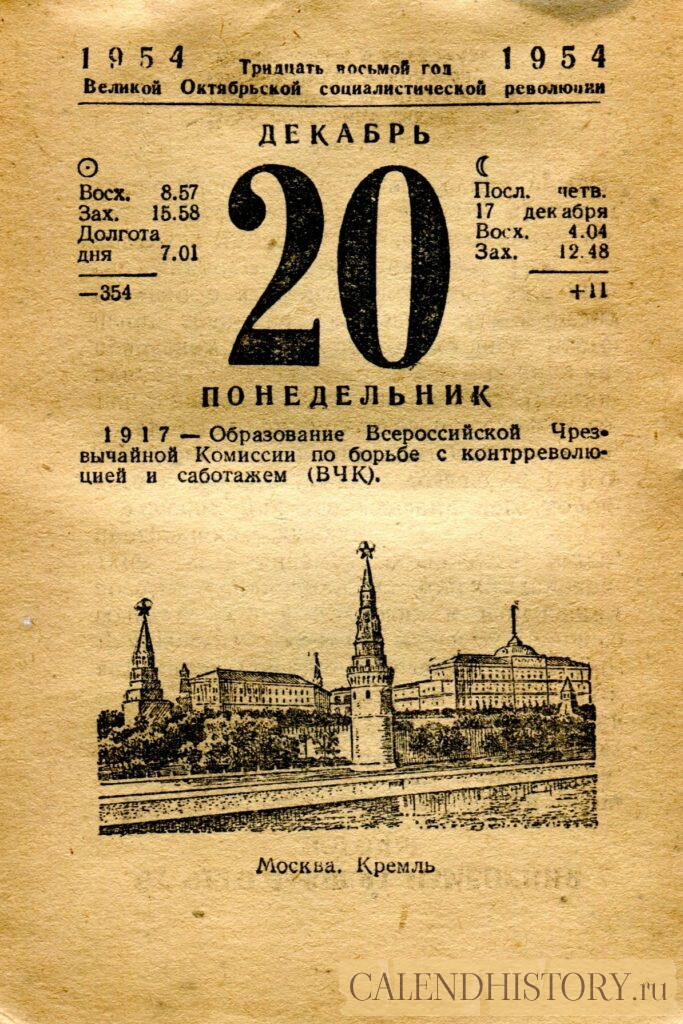 1954 Тридцать восьмой год 1954
Великой Октябрьской социалистической революции
ДЕКАБРЬ
Восх. 8.57
Зах. 15.58
Долгота
дня 7.01
—354
20
Посл. четв.
17 декабря
Восх. 4.04
Зах. 12.48
+11
ПОНЕДЕЛЬНИК
1917 — Образование Всероссийской Чрез-
вычайной Комиссии по борьбе с контрреволю-
цией и саботажем (ВЧК).
Москва. Кремль
CALENDHISTORY.ru